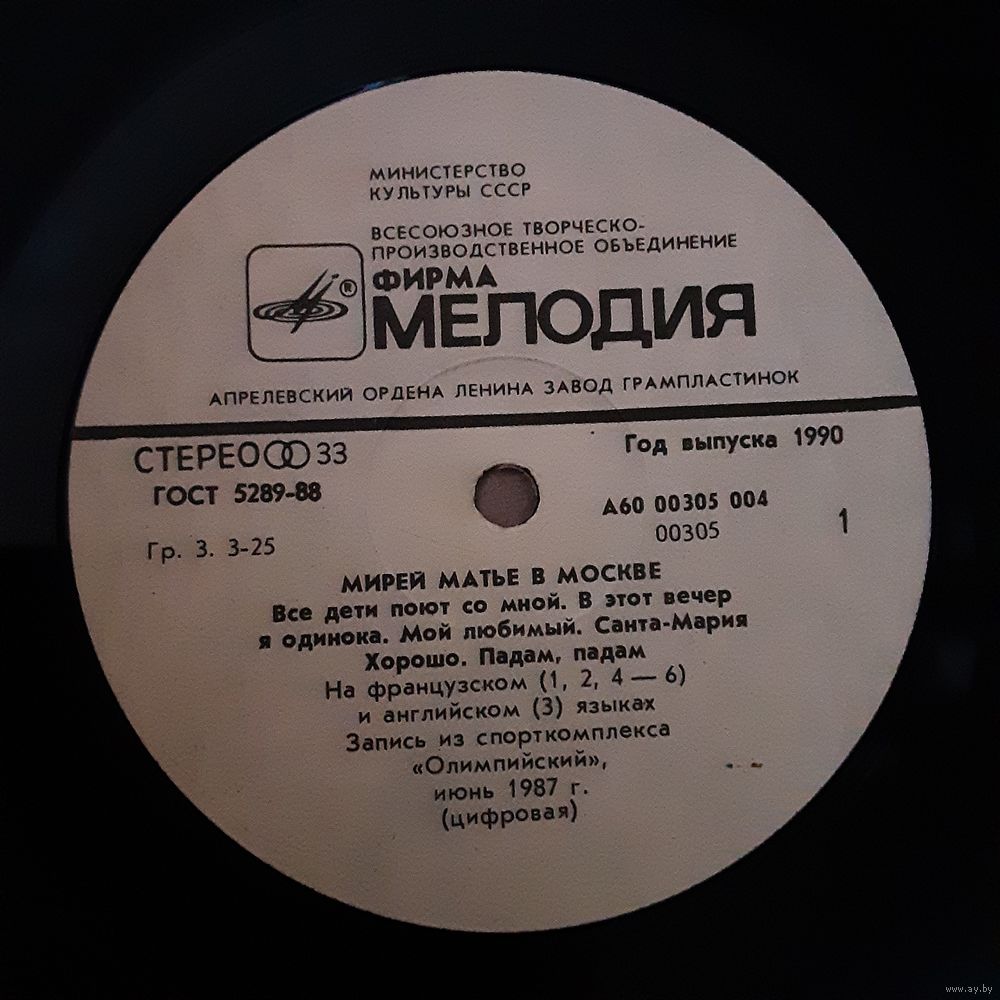 МИНИСТЕРСТВО
КУЛЬТУРЫ СССР
ВСЕСОЮЗНОЕ ТВОРЧЕСКО-
ПРОИЗВОДСТВЕННОЕ ОБЪЕДИНЕНИЕ
®
ФИРМА
МЕЛОДИЯ
АПРЕЛЕВСКИЙ ОРДЕНА ЛЕНИНА ЗАВОД ГРАМПЛАСТИНОК
СТЕРЕО 33
ГОСТ 5289-88
Гр. 3. 3-25
Год выпуска 1990
А60 00305 004
00305
1
МИРЕЙ МАТЬЕ В МОСКВЕ
Все дети поют со мной. В этот вечер
я одинока. Мой любимый. Санта-Мария
Хорошо. Падам, падам
На французском (1, 2, 4 — 6)
и английском (3) языках
Запись из спорткомплекса
«Олимпийский»,
июнь 1987 г.
(цифровая)
www.ay.by